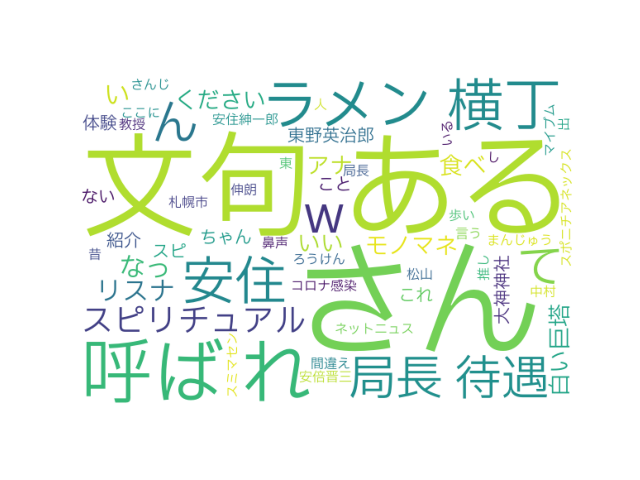 さんじ
ラメン 横丁
い ください
ここに 人
体験 教授 ん 安住紳一郎
東野英治郎
マイブム 出
文句 ある
東 アナ 局長 食べ
るい し
ない 札幌市 伸朗 こと
w 歩い 言う
昔 紹介 スピ ちゃん 鼻声 いい モノマネ まんじゅう スポニチアネックス
なつ 安住 ろうけん 松山 推し 大神神社 て
リスナ コロナ感染 これ 中村
さん
スピリチュアル
ネットニュス
白い巨塔
呼ばれ
スミマセン 間違え
安倍晋三 局長 待遇